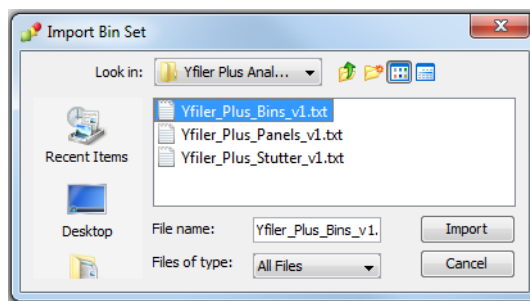 Import Bin Set
Look in: Yfiler Plus Anal...
Yfiler_Plus_Bins_v1.txt
Yfiler_Plus_Panels_v1.txt
Yfiler_Plus_Stutter_v1.txt
Recent Items
Desktop
File name: Yfiler_Plus_Bins_v1. Import
Files of type: All Files Cancel